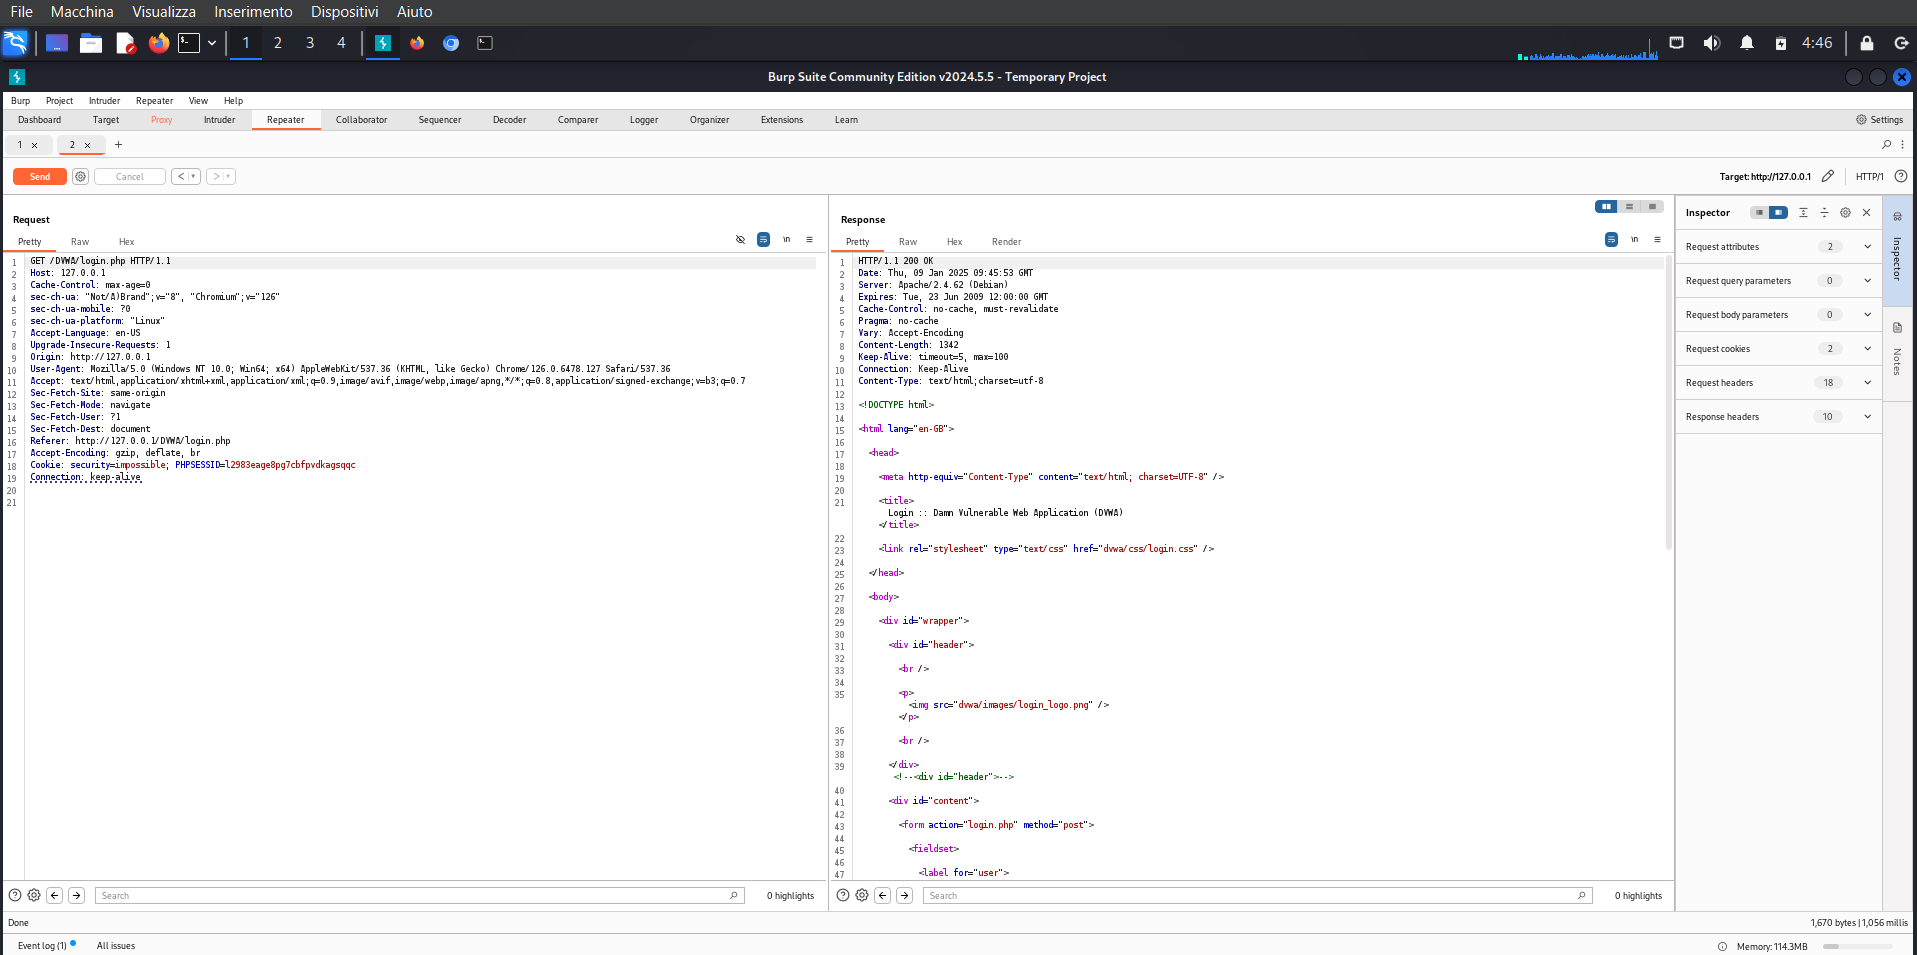 File Macchina Visualizza Inserimento Dispositivi Aiuto
1 2 3 4 4:46
Burp Suite Community Edition v2024.5.5 - Temporary Project
Burp Project Intruder Repeater View Help
Dashboard Target Proxy Intruder Repeater Collaborator Sequencer Decoder Comparer Logger Organizer Extensions Learn Settings
1 × 2 × +
Send Cancel < > Target: http://127.0.0.1 HTTP/1
Request
Pretty Raw Hex \n
1 GET /DVWA/login.php HTTP/1.1
2 Host: 127.0.0.1
3 Cache-Control: max-age=0
4 sec-ch-ua: "Not/A)Brand";v="8", "Chromium";v="126"
5 sec-ch-ua-mobile: ?0
6 sec-ch-ua-platform: "Linux"
7 Accept-Language: en-US
8 Upgrade-Insecure-Requests: 1
9 Origin: http://127.0.0.1
10 User-Agent: Mozilla/5.0 (Windows NT 10.0; Win64; x64) AppleWebKit/537.36 (KHTML, like Gecko) Chrome/126.0.6478.127 Safari/537.36
11 Accept: text/html,application/xhtml+xml,application/xml;q=0.9,image/avif,image/webp,image/apng,*/*;q=0.8,application/signed-exchange;v=b3;q=0.7
12 Sec-Fetch-Site: same-origin
13 Sec-Fetch-Mode: navigate
14 Sec-Fetch-User: ?1
15 Sec-Fetch-Dest: document
16 Referer: http://127.0.0.1/DVWA/login.php
17 Accept-Encoding: gzip, deflate, br
18 Cookie: security=impossible; PHPSESSID=l2983eage8pg7cbfpvdkagsqqc
19 Connection: keep-alive
20
21
Search 0 highlights
Response
Pretty Raw Hex Render \n
1 HTTP/1.1 200 OK
2 Date: Thu, 09 Jan 2025 09:45:53 GMT
3 Server: Apache/2.4.62 (Debian)
4 Expires: Tue, 23 Jun 2009 12:00:00 GMT
5 Cache-Control: no-cache, must-revalidate
6 Pragma: no-cache
7 Vary: Accept-Encoding
8 Content-Length: 1342
9 Keep-Alive: timeout=5, max=100
10 Connection: Keep-Alive
11 Content-Type: text/html;charset=utf-8
12
13 <!DOCTYPE html>
14
15 <html lang="en-GB">
16
17 <head>
18
19 <meta http-equiv="Content-Type" content="text/html; charset=UTF-8" />
20
21 <title>
Login :: Damn Vulnerable Web Application (DVWA)
</title>
22
23 <link rel="stylesheet" type="text/css" href="dvwa/css/login.css" />
24
25 </head>
26
27 <body>
28
29 <div id="wrapper">
30
31 <div id="header">
32
33 <br />
34
35 <p>
<img src="dvwa/images/login_logo.png" />
</p>
36
37 <br />
38
39 </div>
<!--<div id="header">-->
40
41 <div id="content">
42
43 <form action="login.php" method="post">
44
45 <fieldset>
46
47 <label for="user">
Search 0 highlights
Inspector
Request attributes 2
Request query parameters 0
Request body parameters 0
Request cookies 2
Request headers 18
Response headers 10
Inspector
Notes
Done 1,670 bytes | 1,056 millis
Event log (1) All issues Memory: 114.3MB